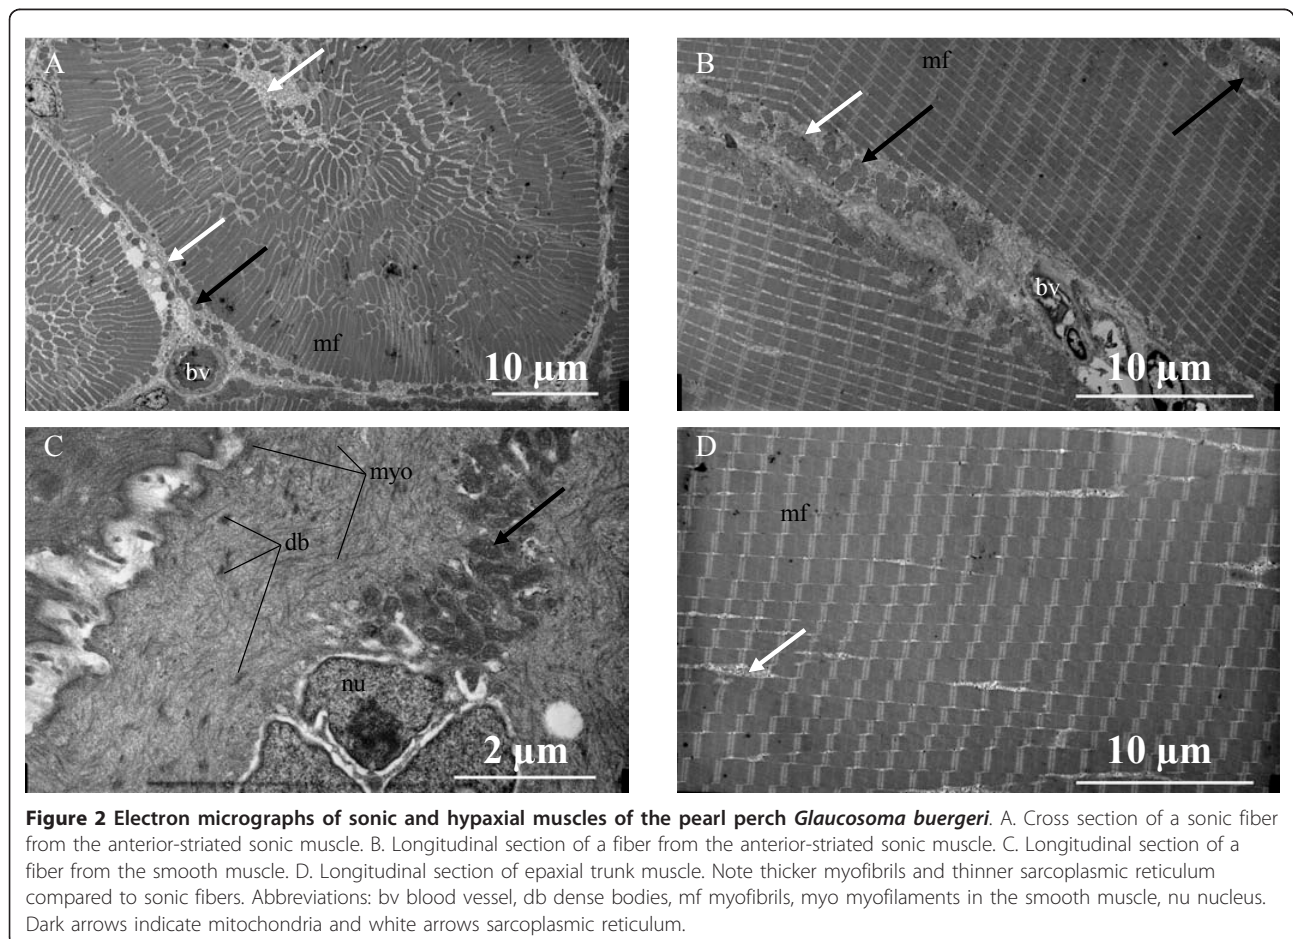 A
bv
mf
10 µm
B
mf
bv
10 µm
C
myo
db
nu
2 µm
D
mf
10 µm
Figure 2 Electron micrographs of sonic and hypaxial muscles of the pearl perch Glaucosoma buergeri. A. Cross section of a sonic fiber
from the anterior-striated sonic muscle. B. Longitudinal section of a fiber from the anterior-striated sonic muscle. C. Longitudinal section of a
fiber from the smooth muscle. D. Longitudinal section of epaxial trunk muscle. Note thicker myofibrils and thinner sarcoplasmic reticulum
compared to sonic fibers. Abbreviations: bv blood vessel, db dense bodies, mf myofibrils, myo myofilaments in the smooth muscle, nu nucleus.
Dark arrows indicate mitochondria and white arrows sarcoplasmic reticulum.